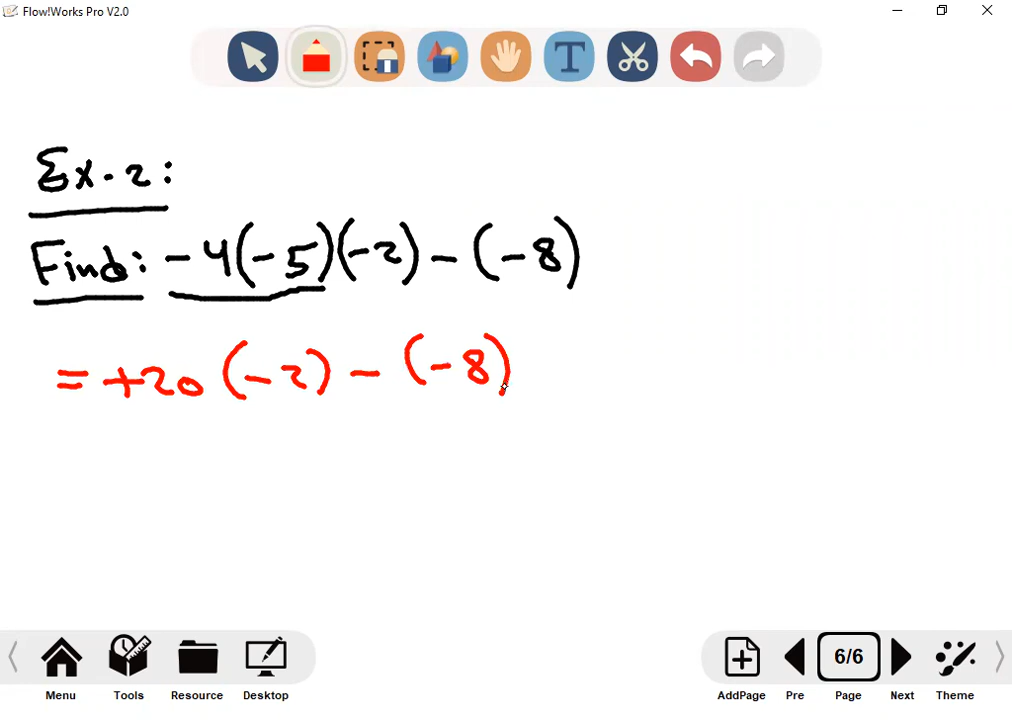 Flow!Works Pro V2.0
T
Ex-2:
Find: -4(-5)(-2) - (-8)
= +20 (-2) - (-8)
Menu Tools Resource Desktop
6/6
AddPage Pre Page Next Theme